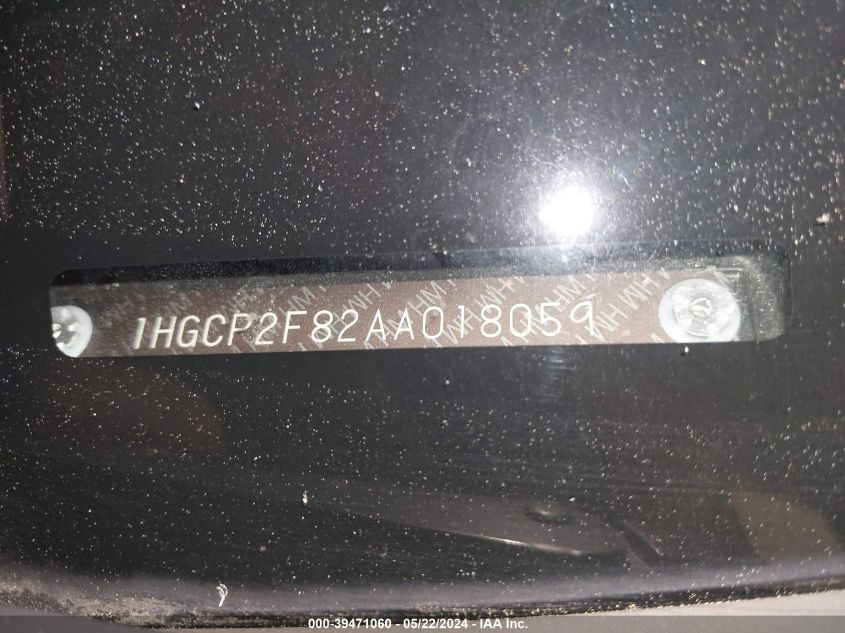 1HGCP2F82AA018059
000-39471060 - 05/22/2024 - IAA Inc.